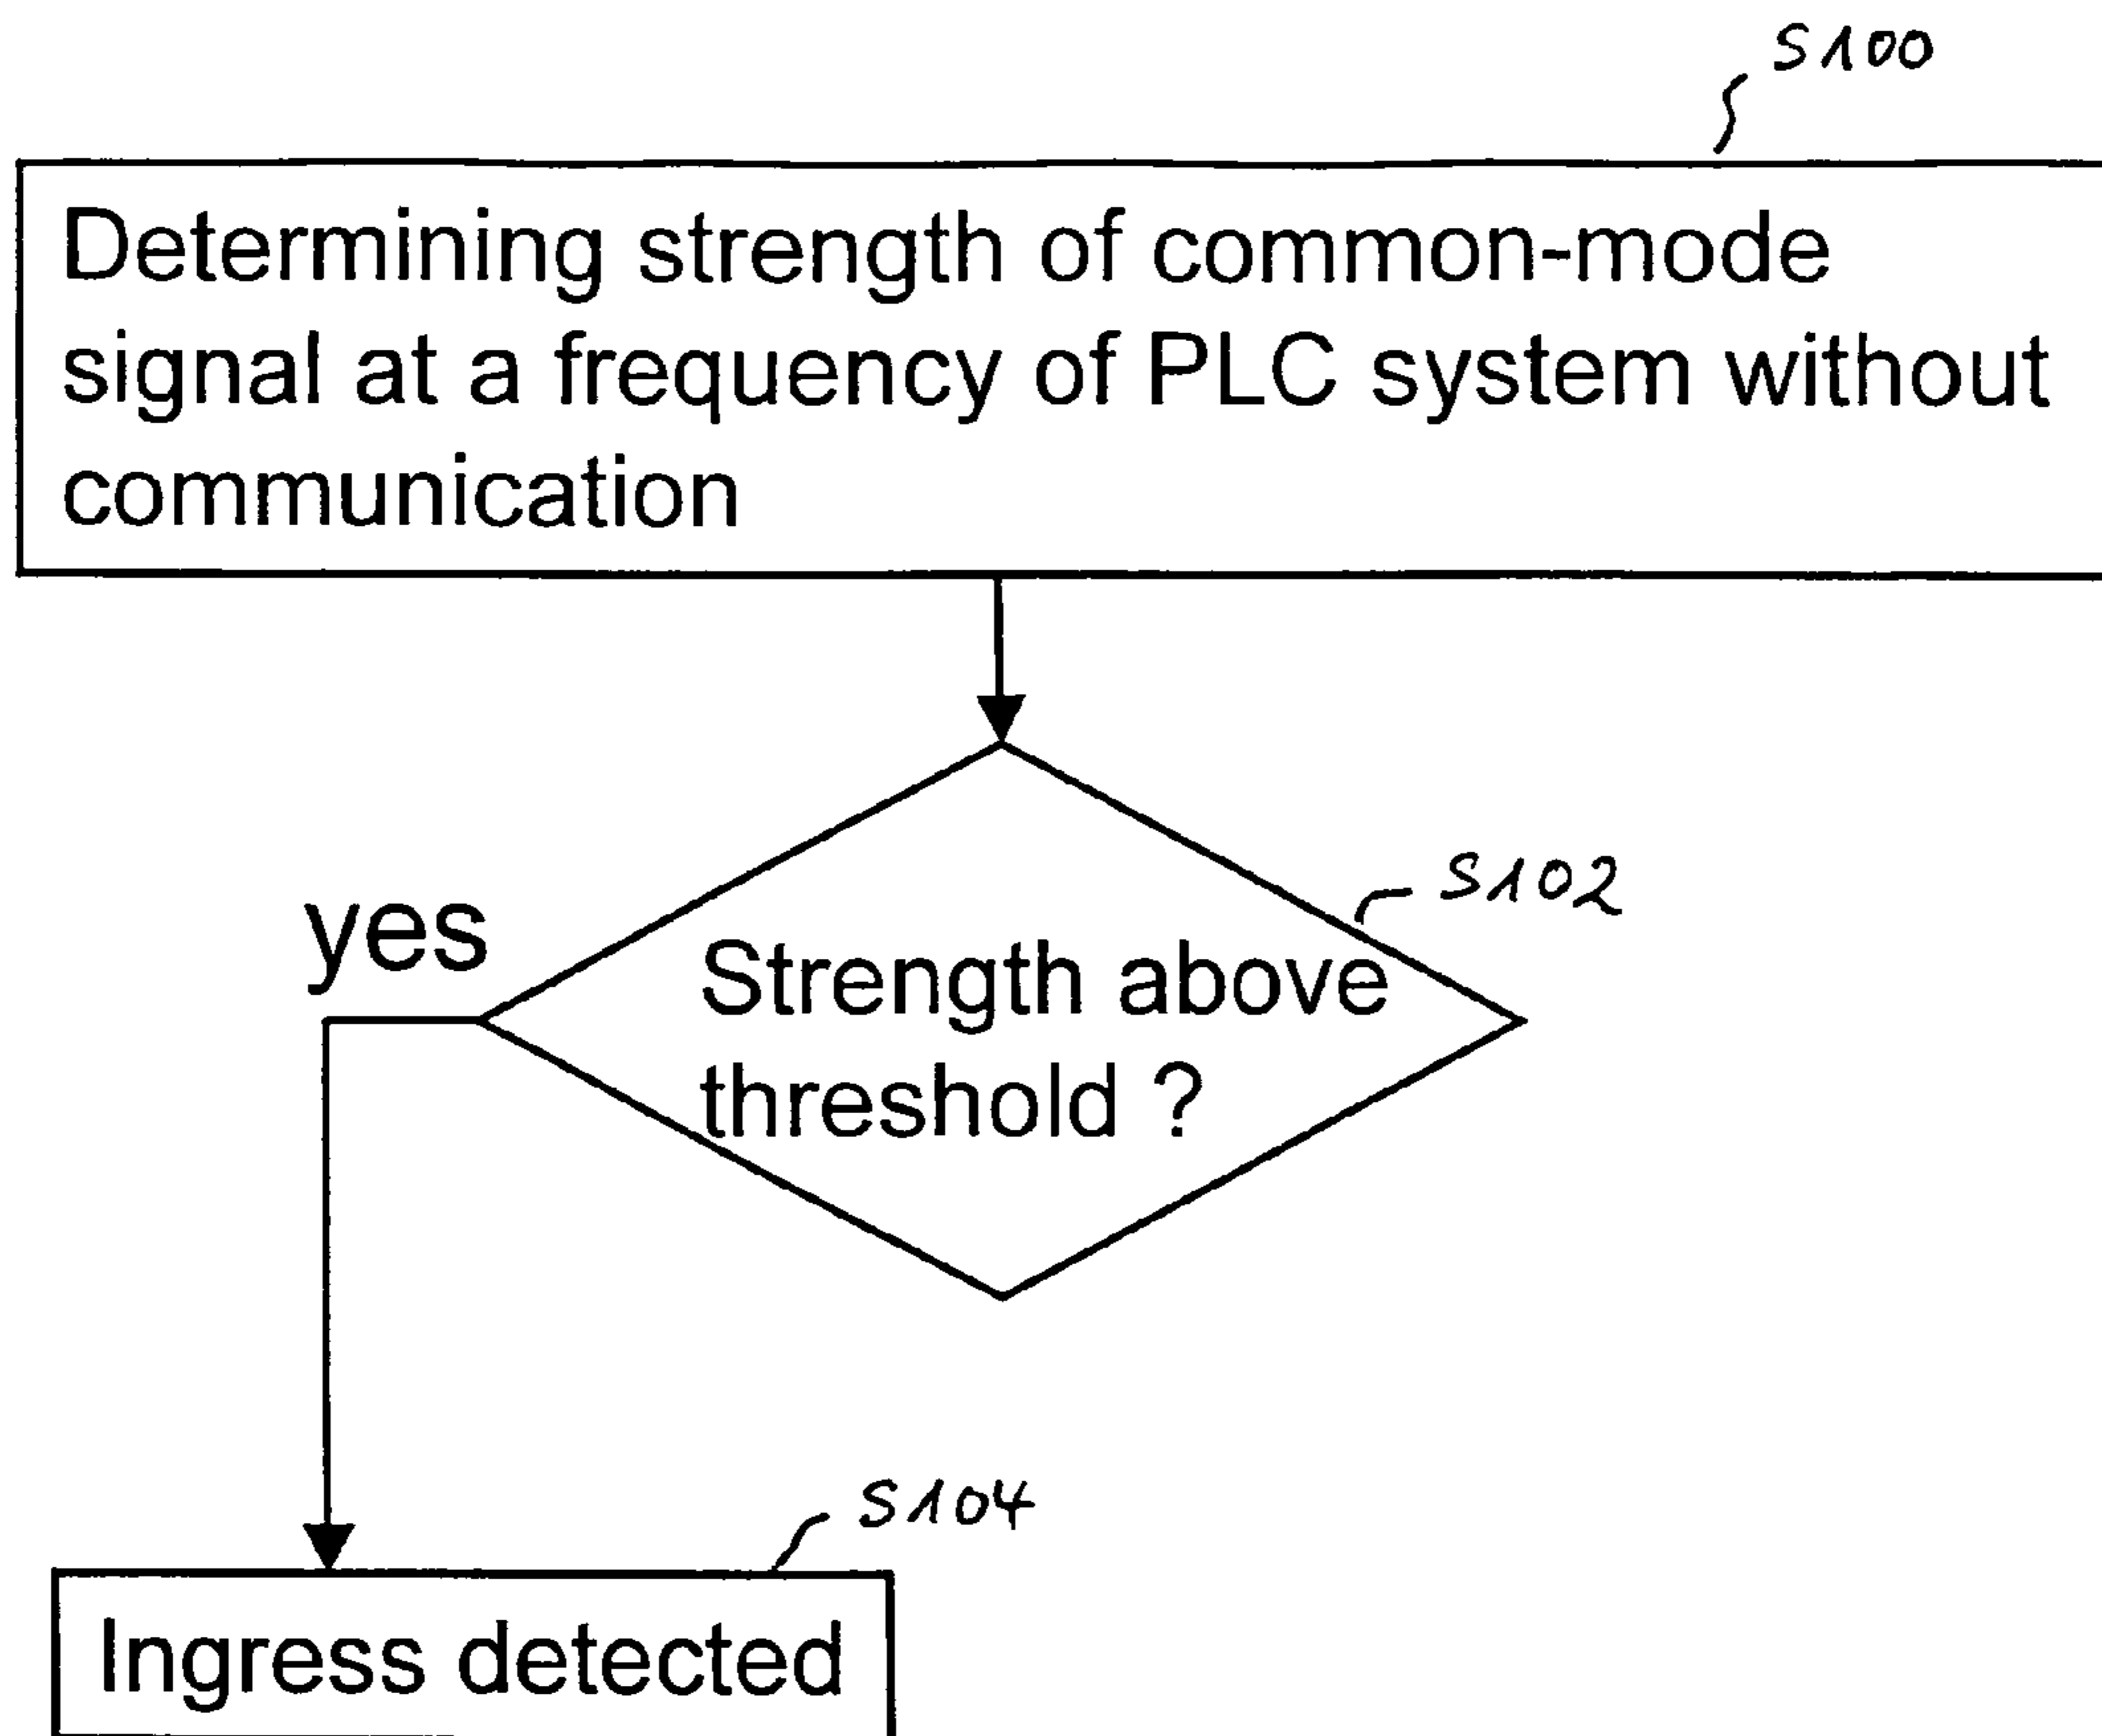 S100
Determining strength of common-mode
signal at a frequency of PLC system without
communication
yes
S102
Strength above
threshold ?
S104
Ingress detected